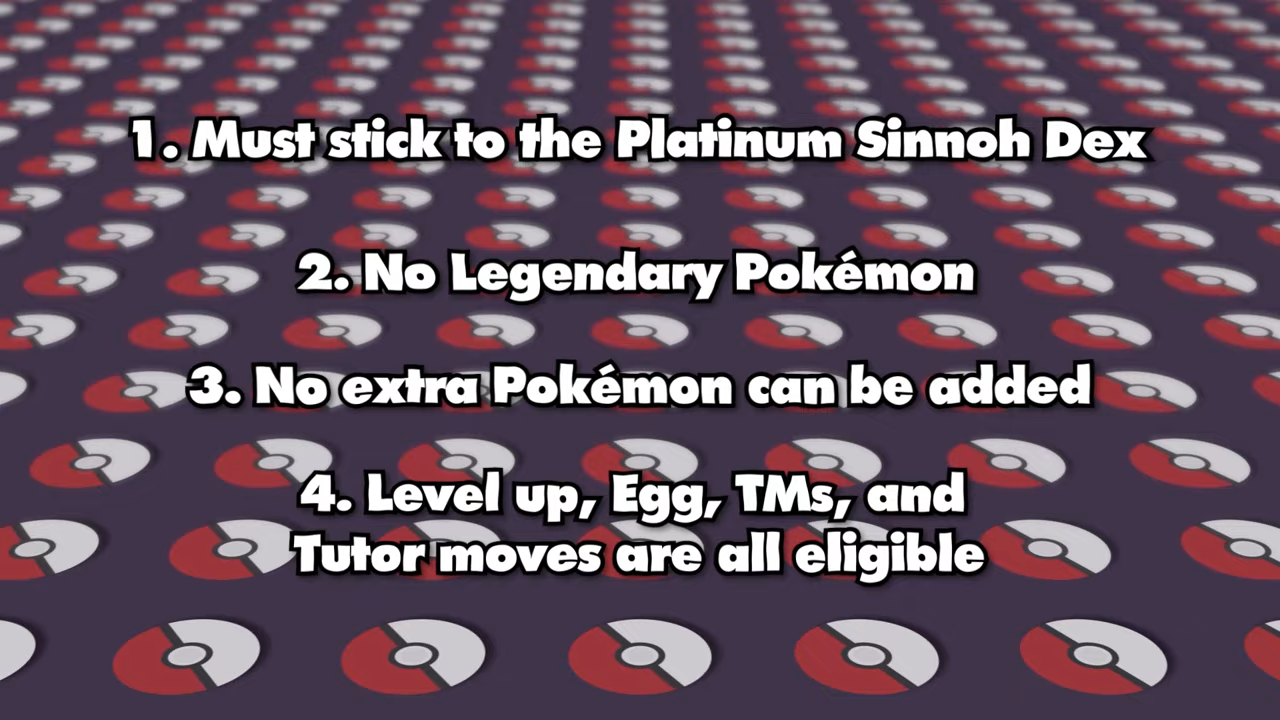 1. Must stick to the Platinum Sinnoh Dex
2. No Legendary Pokémon
3. No extra Pokémon can be added
4. Level up, Egg, TMs, and
Tutor moves are all eligible